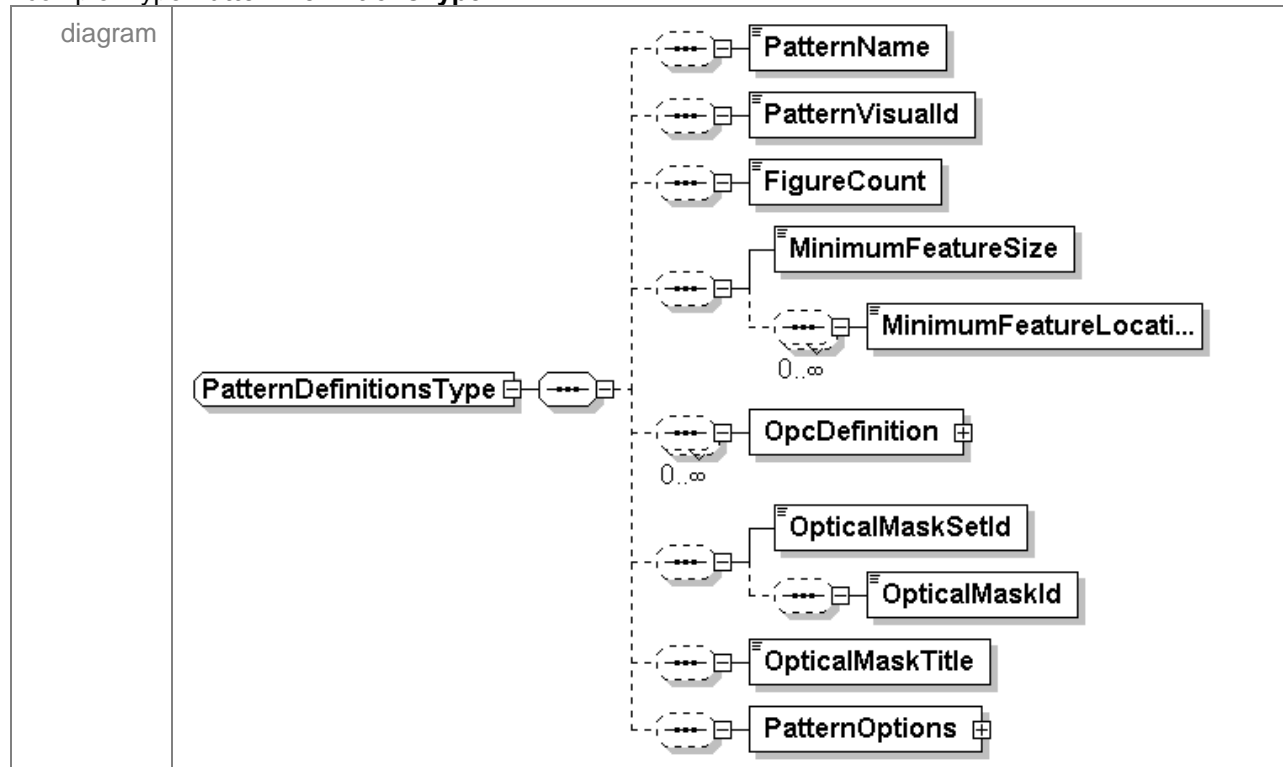 diagram
PatternName
PatternVisualId
FigureCount
MinimumFeatureSize
MinimumFeatureLocati...
0..∞
PatternDefinitionsType
OpcDefinition
0..∞
OpticalMaskSetId
OpticalMaskId
OpticalMaskTitle
PatternOptions